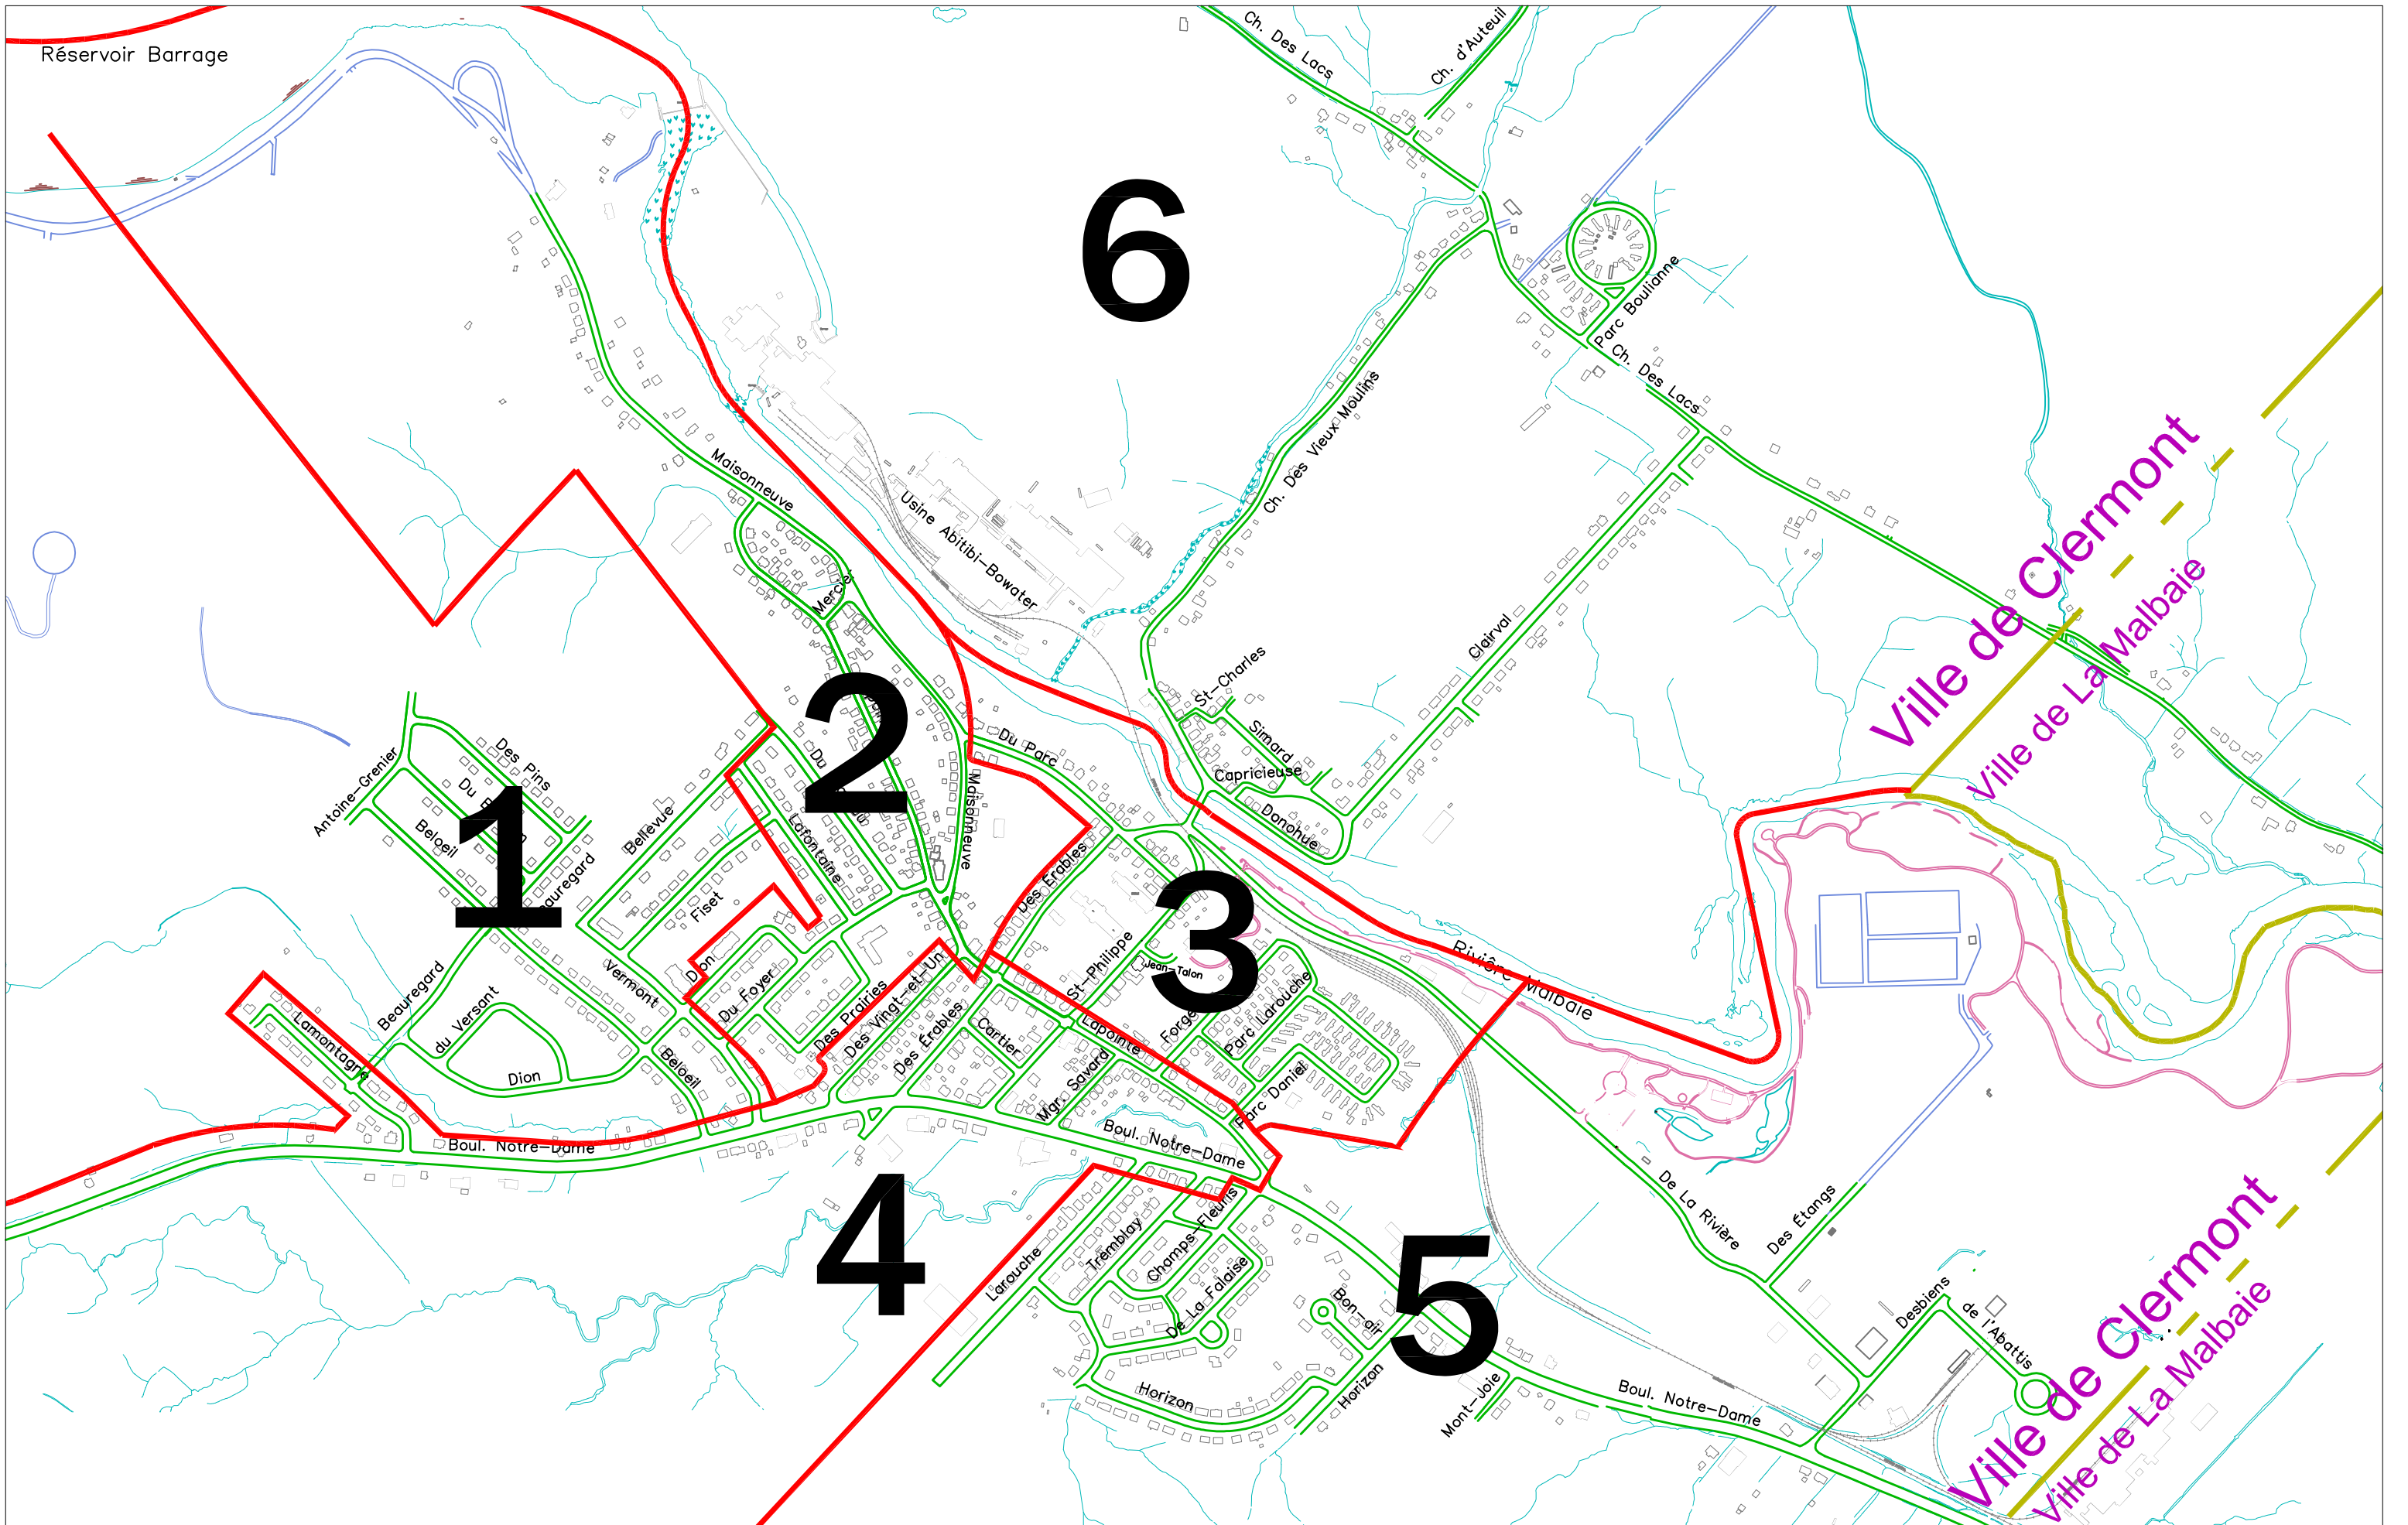 Réservoir Barrage
Ch. Des Lacs
Ch. d'Auteuil
6
Parc Boulianne
Ch. Des Lacs
Ch. Des Vieux Moulins
Maisonneuve
Usine Abitibi-Bowater
Mercier
Ville de Clermont
Ville de La Malbaie
Clairval
St-Charles
Simard
Capricieuse
Donohue
2
Du
Du Parc
Maisonneuve
Antoine-Grenier
Des Pins
Du
Beloeil
1
Bellevue
Lafontaine
Fiset
Des Érables
3
St-Philippe
Jean-Talon
Rivière Malbaie
Beauregard
du Versant
Vermont
Dion
Du Foyer
Des Prairies
Des Vingt-et-Un
Des Érables
Cartier
Lapointe
Parc Larouche
Parc Daniel
Mgr. Savard
Lamontagne
Dion
Beloeil
Boul. Notre-Dame
Boul. Notre-Dame
4
Larouche
Tremblay
Champs-Fleuris
De La Falaise
Bon-air
5
Horizon
Horizon
Mont-Joie
Boul. Notre-Dame
De La Rivière
Des Étangs
Desbiens
de l'Abattis
Ville de Clermont
Ville de La Malbaie